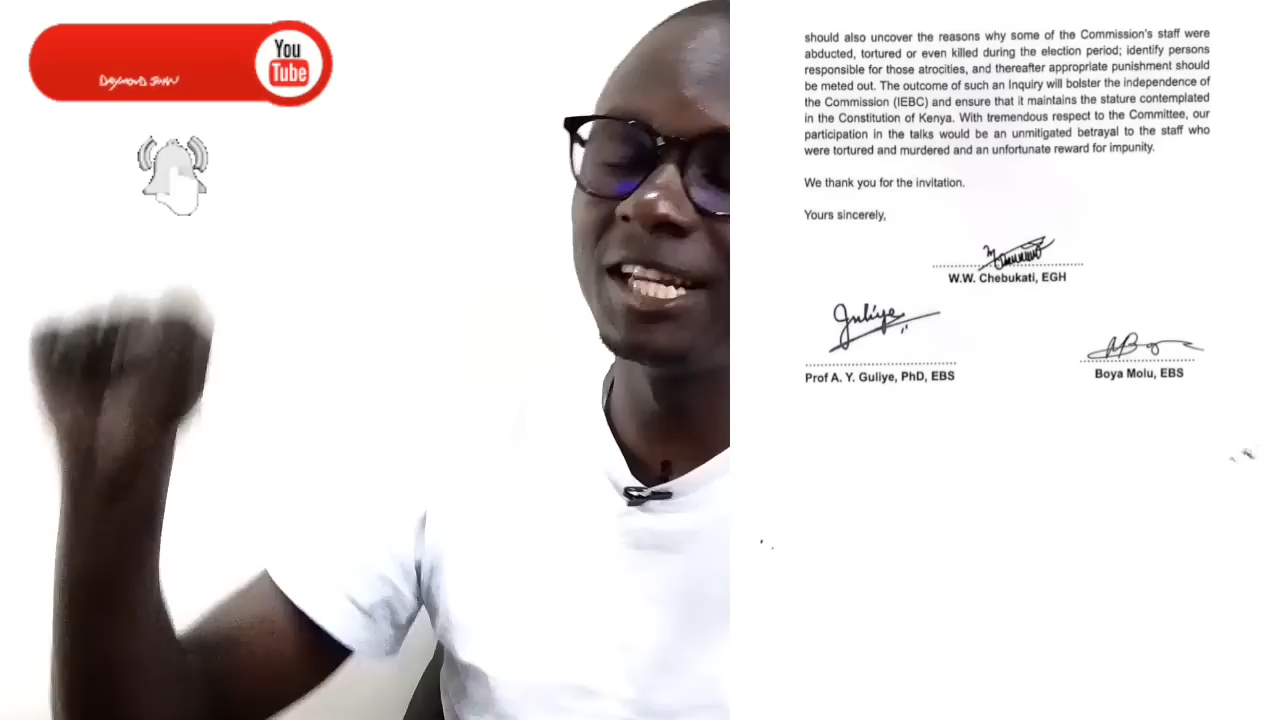 You
Tube
should also uncover the reasons why some of the Commission's staff were
abducted, tortured or even killed during the election period; identify persons
responsible for those atrocities, and thereafter appropriate punishment should
be meted out. The outcome of such an Inquiry will bolster the independence of
the Commission (IEBC) and ensure that it maintains the stature contemplated
in the Constitution of Kenya. With tremendous respect to the Committee, our
participation in the talks would be an unmitigated betrayal to the staff who
were tortured and murdered and an unfortunate reward for impunity.
We thank you for the invitation.
Yours sincerely,
W.W. Chebukati, EGH
Guliye
Prof A. Y. Guliye, PhD, EBS
Boya Molu, EBS